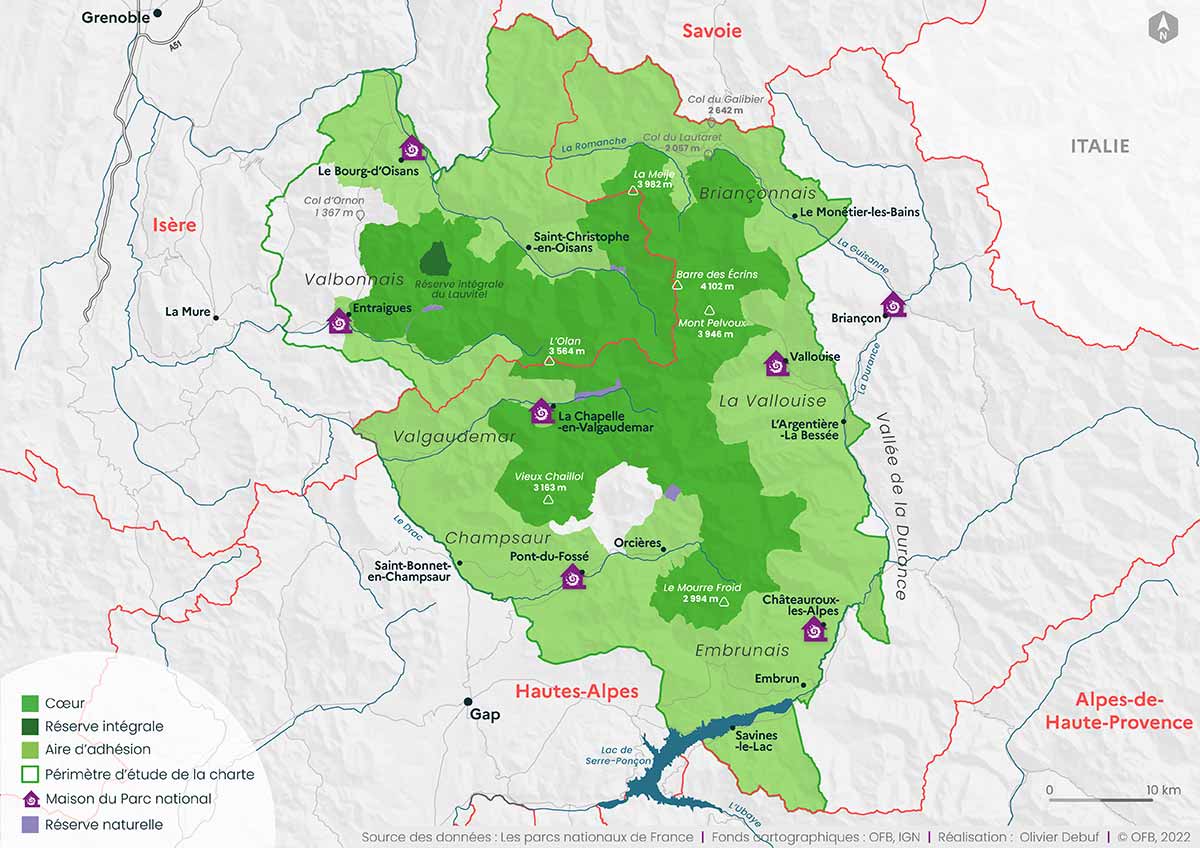 Grenoble
A51
Savoie
N
Col du Galibier
2 642 m
Col du Lautaret
2 057 m
La Romanche
ITALIE
Le Bourg-d'Oisans
La Meije
3 982 m
Briançonnais
Col d'Ornon
1 367 m
Le Monêtier-les-Bains
Isère
Saint-Christophe
-en-Oisans
La Guisanne
Valbonnais
Réserve intégrale
du Lauvitel
Barre des Écrins
4 102 m
La Mure
Entraigues
Mont Pelvoux
3 946 m
Briançon
L'Olan
3 564 m
Vallouise
La Durance
La Vallouise
La Chapelle
-en-Valgaudemar
L'Argentière
-La Bessée
Valgaudemar
Vallée de la Durance
Vieux Chaillol
3 163 m
Le Drac
Champsaur
Orcières
Pont-du-Fossé
Saint-Bonnet-
en-Champsaur
Le Mourre Froid
2 994 m
Châteauroux-
les-Alpes
Embrunais
Embrun
Hautes-Alpes
Alpes-de-
Haute-Provence
Gap
Savines
-le-Lac
Lac de
Serre-Ponçon
L'Ubaye
Cœur
Réserve intégrale
Aire d'adhésion
Périmètre d'étude de la charte
Maison du Parc national
Réserve naturelle
0 10 km
Source des données : Les parcs nationaux de France | Fonds cartographiques : OFB, IGN | Réalisation : Olivier Debuf | © OFB, 2022